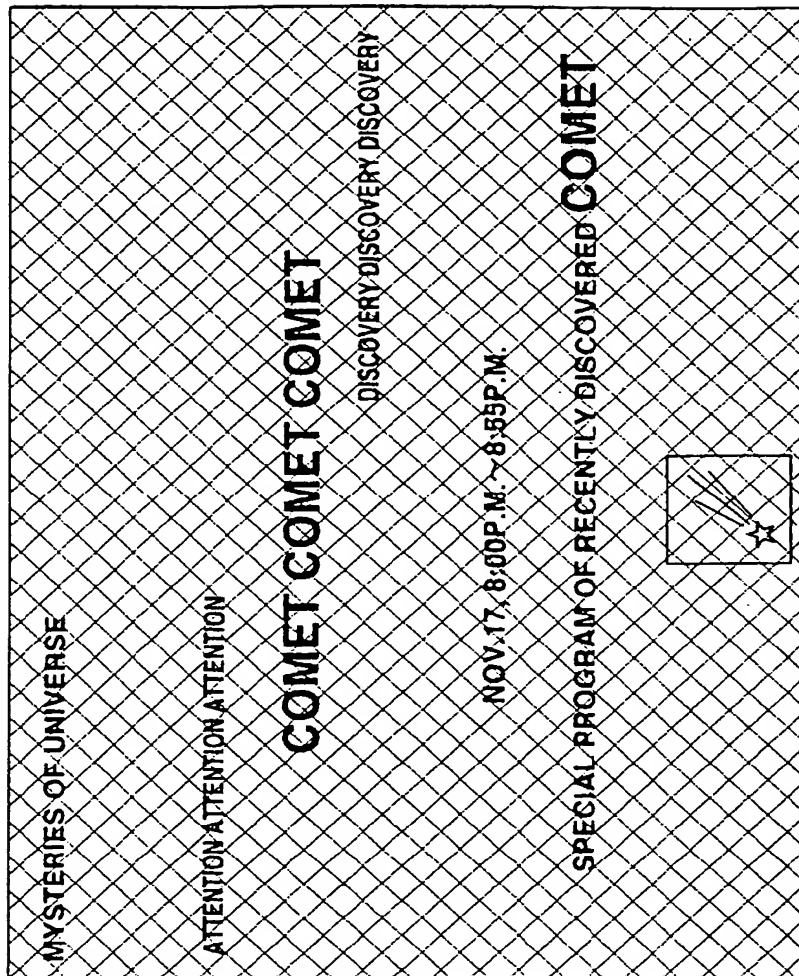 MYSTERIES OF UNIVERSE
ATTENTION ATTENTION ATTENTION
COMET COMET COMET
DISCOVERY DISCOVERY DISCOVERY
NOV.17, 8:00P.M.~8:55P.M.
SPECIAL PROGRAM OF RECENTLY DISCOVERED COMET